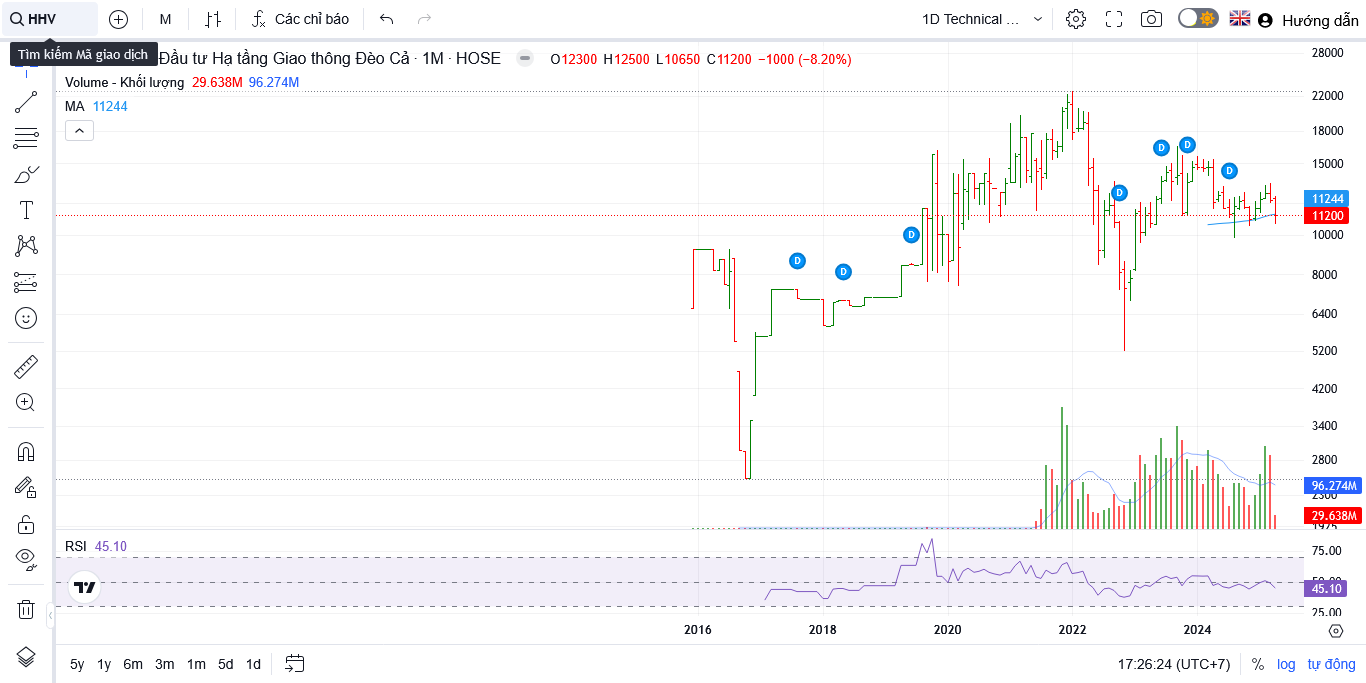 HHV M Các chỉ báo 1D Technical ... Hướng dẫn
Tìm kiếm Mã giao dịch
Đầu tư Hạ tầng Giao thông Đèo Cả · 1M · HOSE O12300 H12500 L10650 C11200 −1000 (−8.20%)
Volume - Khối lượng 29.638M 96.274M
MA 11244
28000
22000
18000
15000
11244
11200
10000
8000
6400
5200
4200
3400
2800
96.274M
2300
29.638M
1975
D
D
D
D
D
D
D
RSI 45.10
75.00
50.00
45.10
25.00
2016 2018 2020 2022 2024
5y 1y 6m 3m 1m 5d 1d 17:26:24 (UTC+7) % log tự động